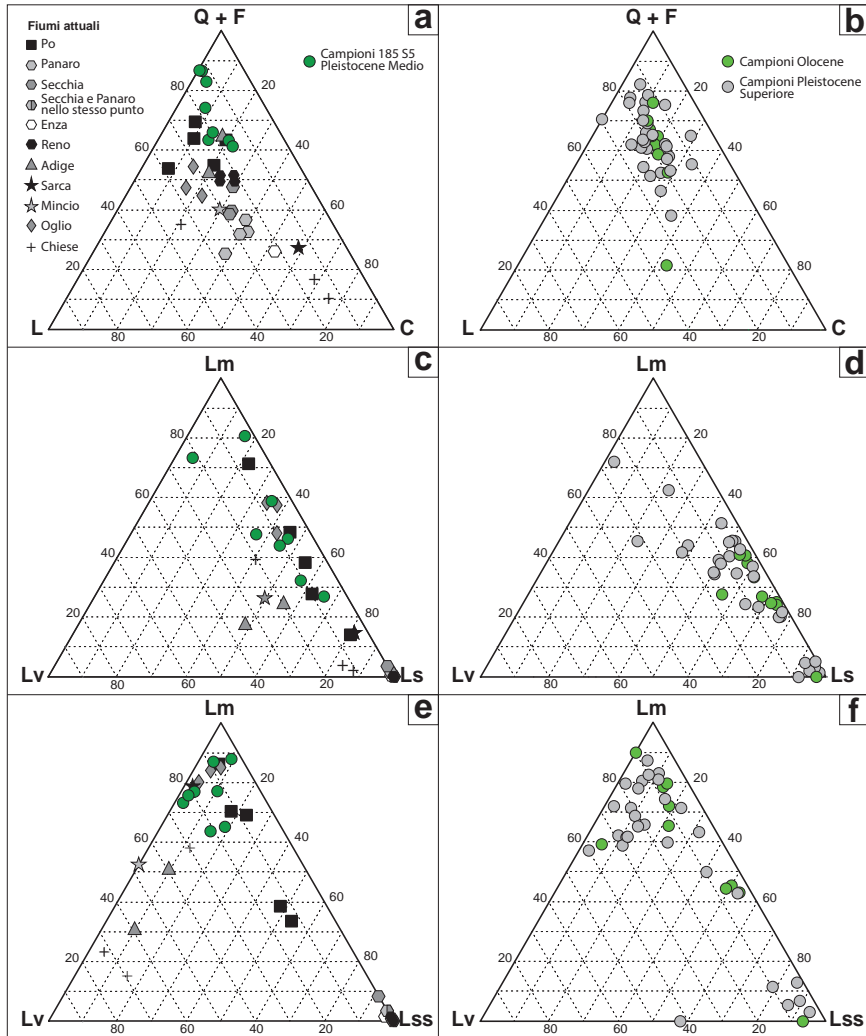 a
Q + F
Fiumi attuali
Po
Panaro
Secchia
Secchia e Panaro
nello stesso punto
Enza
Reno
Adige
Sarca
Mincio
Oglio
Chiese
Campioni 185 S5
Pleistocene Medio
80 20
60 40
20 80
L C
80 60 40 20
b
Q + F
Campioni Olocene
Campioni Pleistocene
Superiore
80 20
60 40
20 80
L C
80 60 40 20
c
Lm
80 20
60 40
40 60
20 80
Lv Ls
80 60 40 20
d
Lm
80 20
60 40
40 60
20 80
Lv Ls
80 60 40 20
e
Lm
80 20
60 40
40 60
20 80
Lv Lss
80 60 40 20
f
Lm
80 20
60 40
40 60
20 80
Lv Lss
80 60 40 20